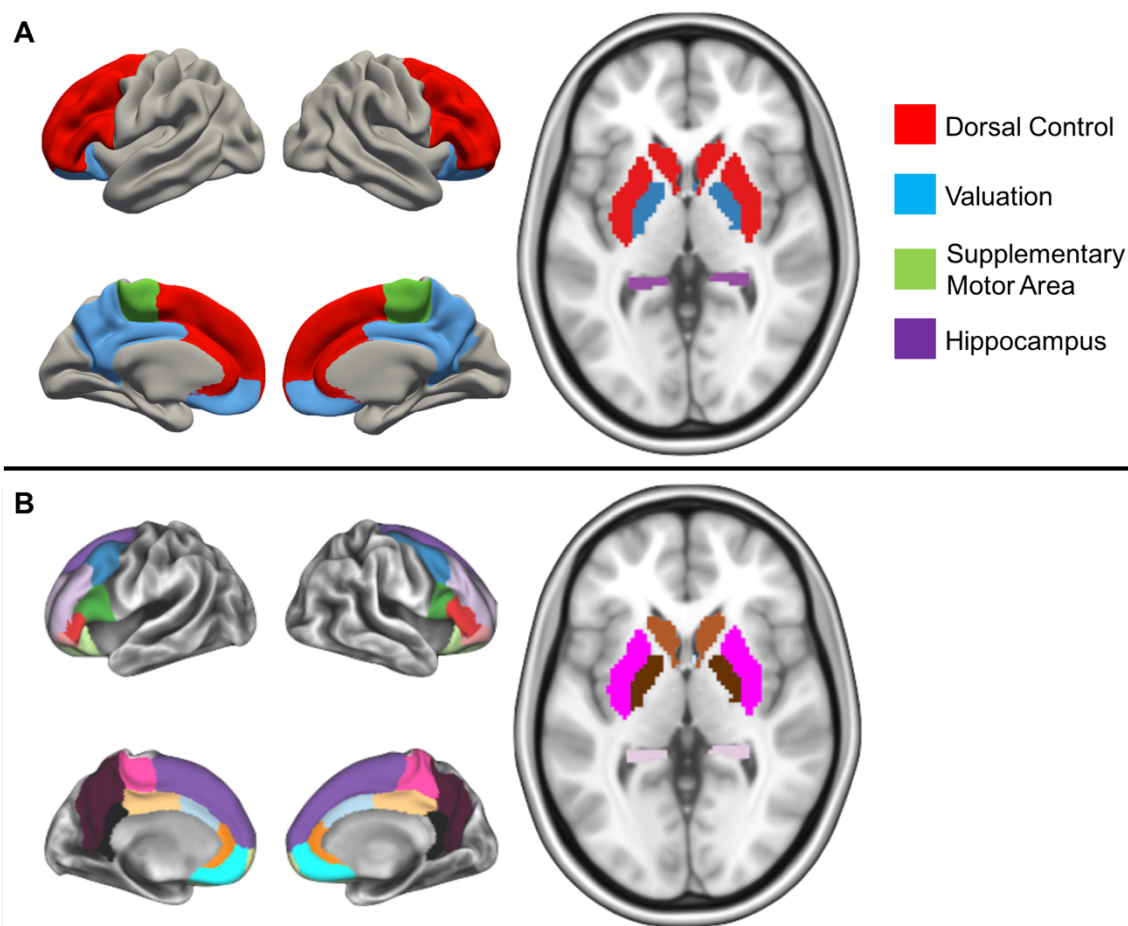 A
Dorsal Control
Valuation
Supplementary
Motor Area
Hippocampus
B